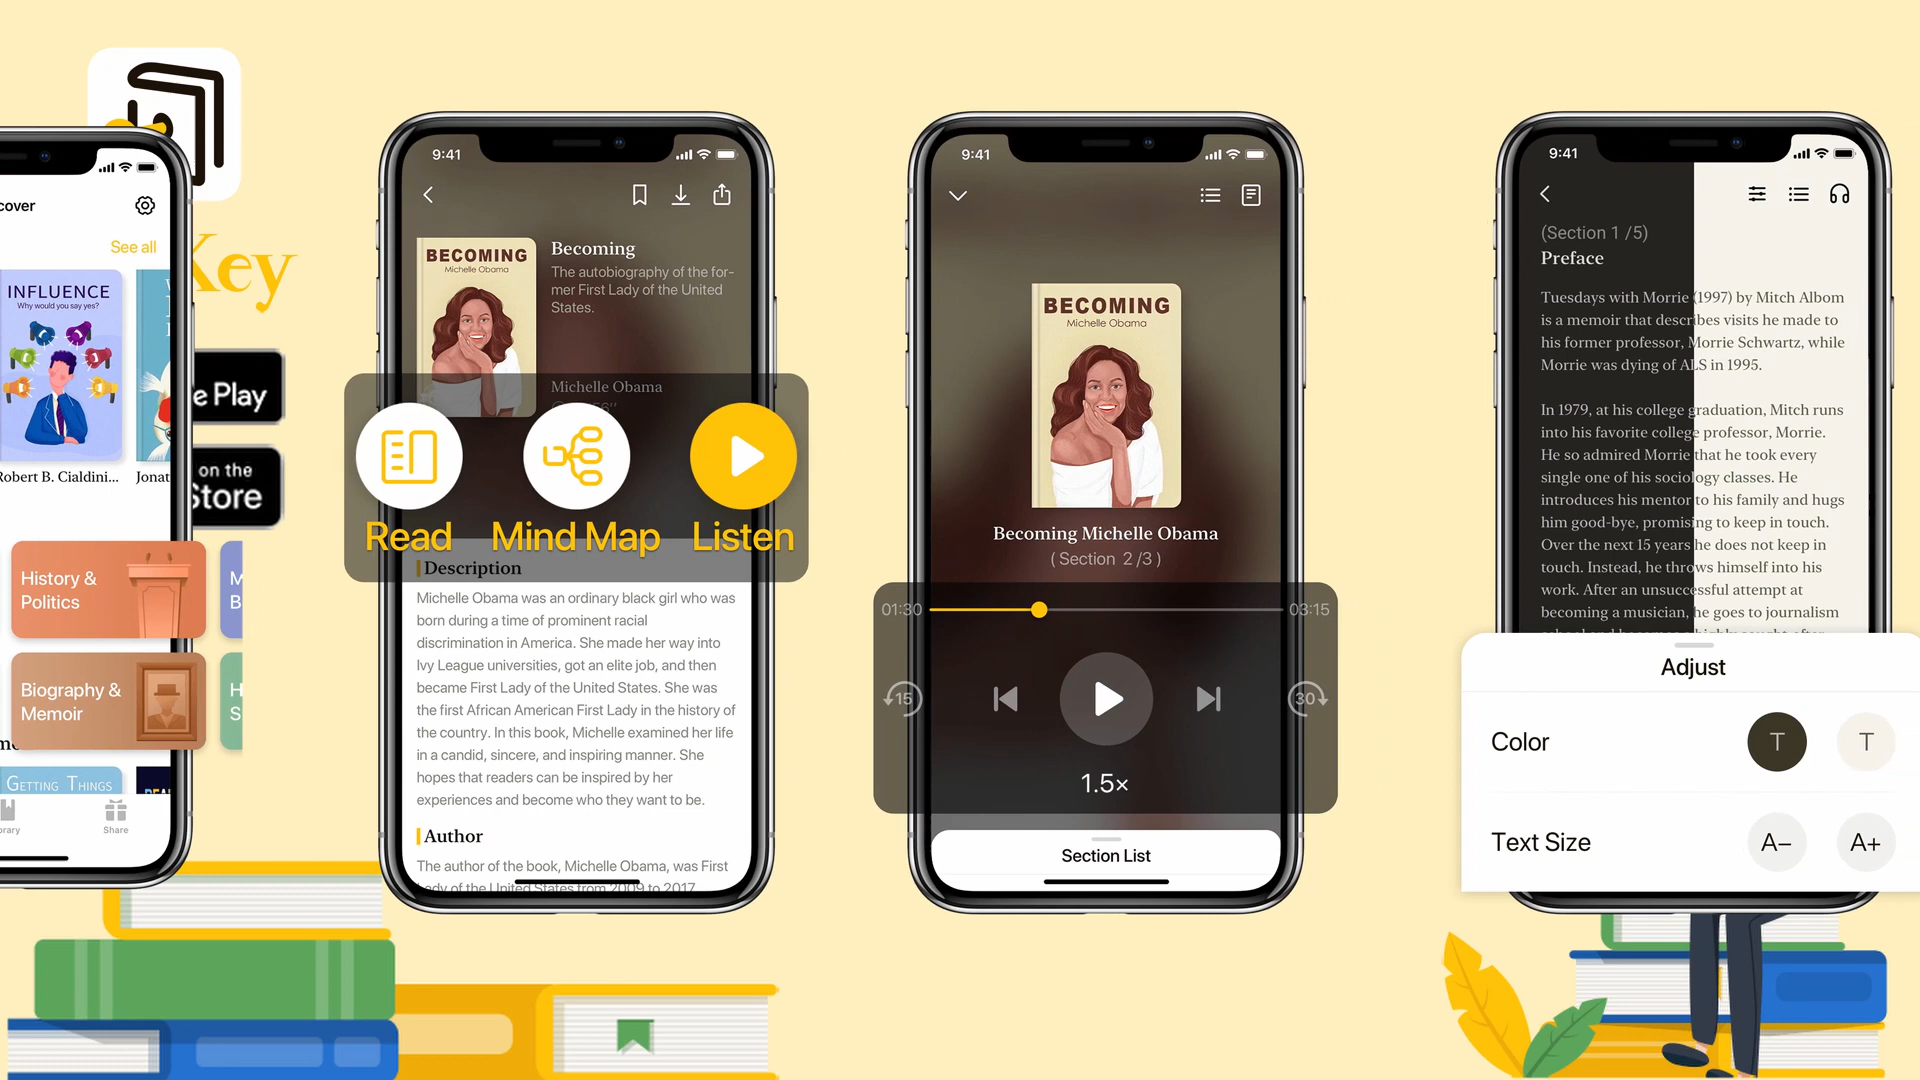 Key
e Play
on the
Store
cover
See all
INFLUENCE
Why would you say yes?
Robert B. Cialdini...
Jonat
History &
Politics
M
B
Biography &
Memoir
H
S
GETTING THINGS
Share
9:41
BECOMING
Michelle Obama
Becoming
The autobiography of the for-
mer First Lady of the United
States.
Michelle Obama
Read
Mind Map
Listen
Description
Michelle Obama was an ordinary black girl who was
born during a time of prominent racial
discrimination in America. She made her way into
Ivy League universities, got an elite job, and then
became First Lady of the United States. She was
the first African American First Lady in the history of
the country. In this book, Michelle examined her life
in a candid, sincere, and inspiring manner. She
hopes that readers can be inspired by her
experiences and become who they want to be.
Author
The author of the book, Michelle Obama, was First
Lady of the United States from 2009 to 2017
9:41
BECOMING
Michelle Obama
Becoming Michelle Obama
( Section 2 /3 )
01:30
03:15
15
30
1.5×
Section List
9:41
(Section 1 /5)
Preface
Tuesdays with Morrie (1997) by Mitch Albom
is a memoir that describes visits he made to
his former professor, Morrie Schwartz, while
Morrie was dying of ALS in 1995.
In 1979, at his college graduation, Mitch runs
into his favorite college professor, Morrie.
He so admired Morrie that he took every
single one of his sociology classes. He
introduces his mentor to his family and hugs
him good-bye, promising to keep in touch.
Over the next 15 years he does not keep in
touch. Instead, he throws himself into his
work. After an unsuccessful attempt at
becoming a musician, he goes to journalism
Adjust
Color
T
T
Text Size
A−
A+